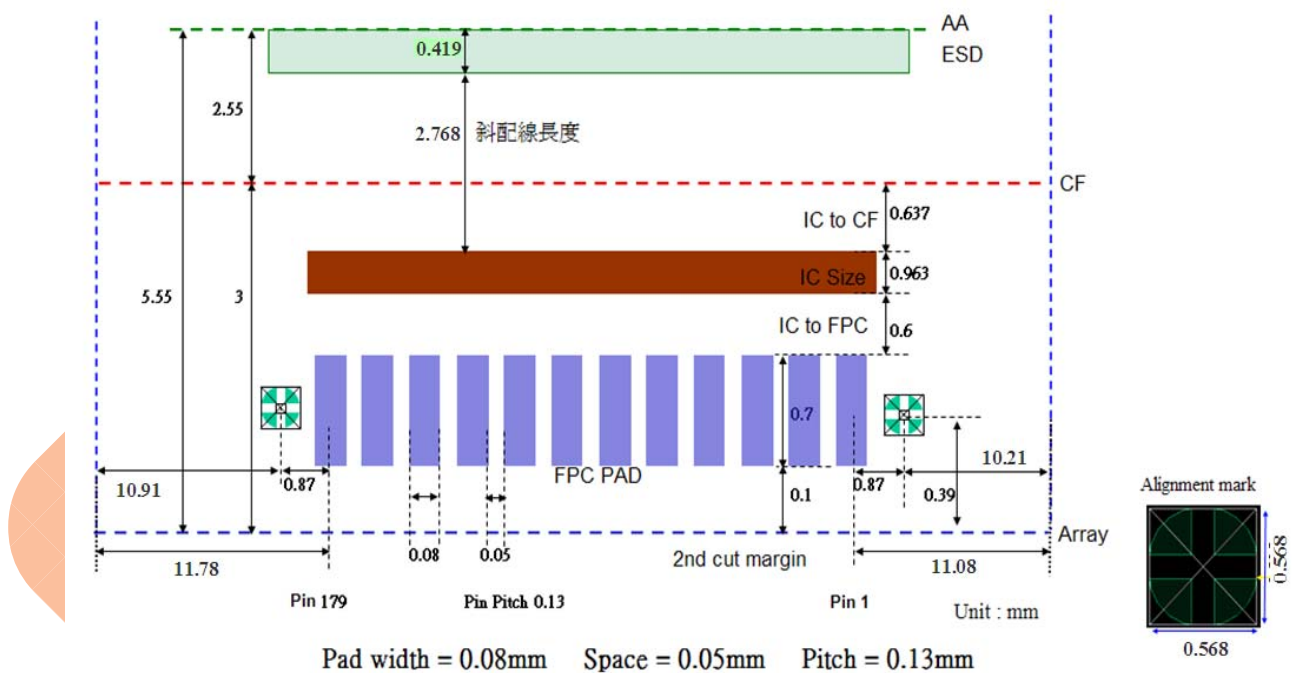 AA
0.419
ESD
2.55
2.768 斜配線長度
CF
IC to CF 0.637
IC Size 0.963
5.55
3
IC to FPC 0.6
0.7
FPC PAD
10.91
0.87
0.1
0.87
0.39
10.21
Alignment mark
0.568
0.568
Array
0.08
0.05
2nd cut margin
11.78
11.08
Pin 179
Pin Pitch 0.13
Pin 1
Unit : mm
Pad width = 0.08mm Space = 0.05mm Pitch = 0.13mm